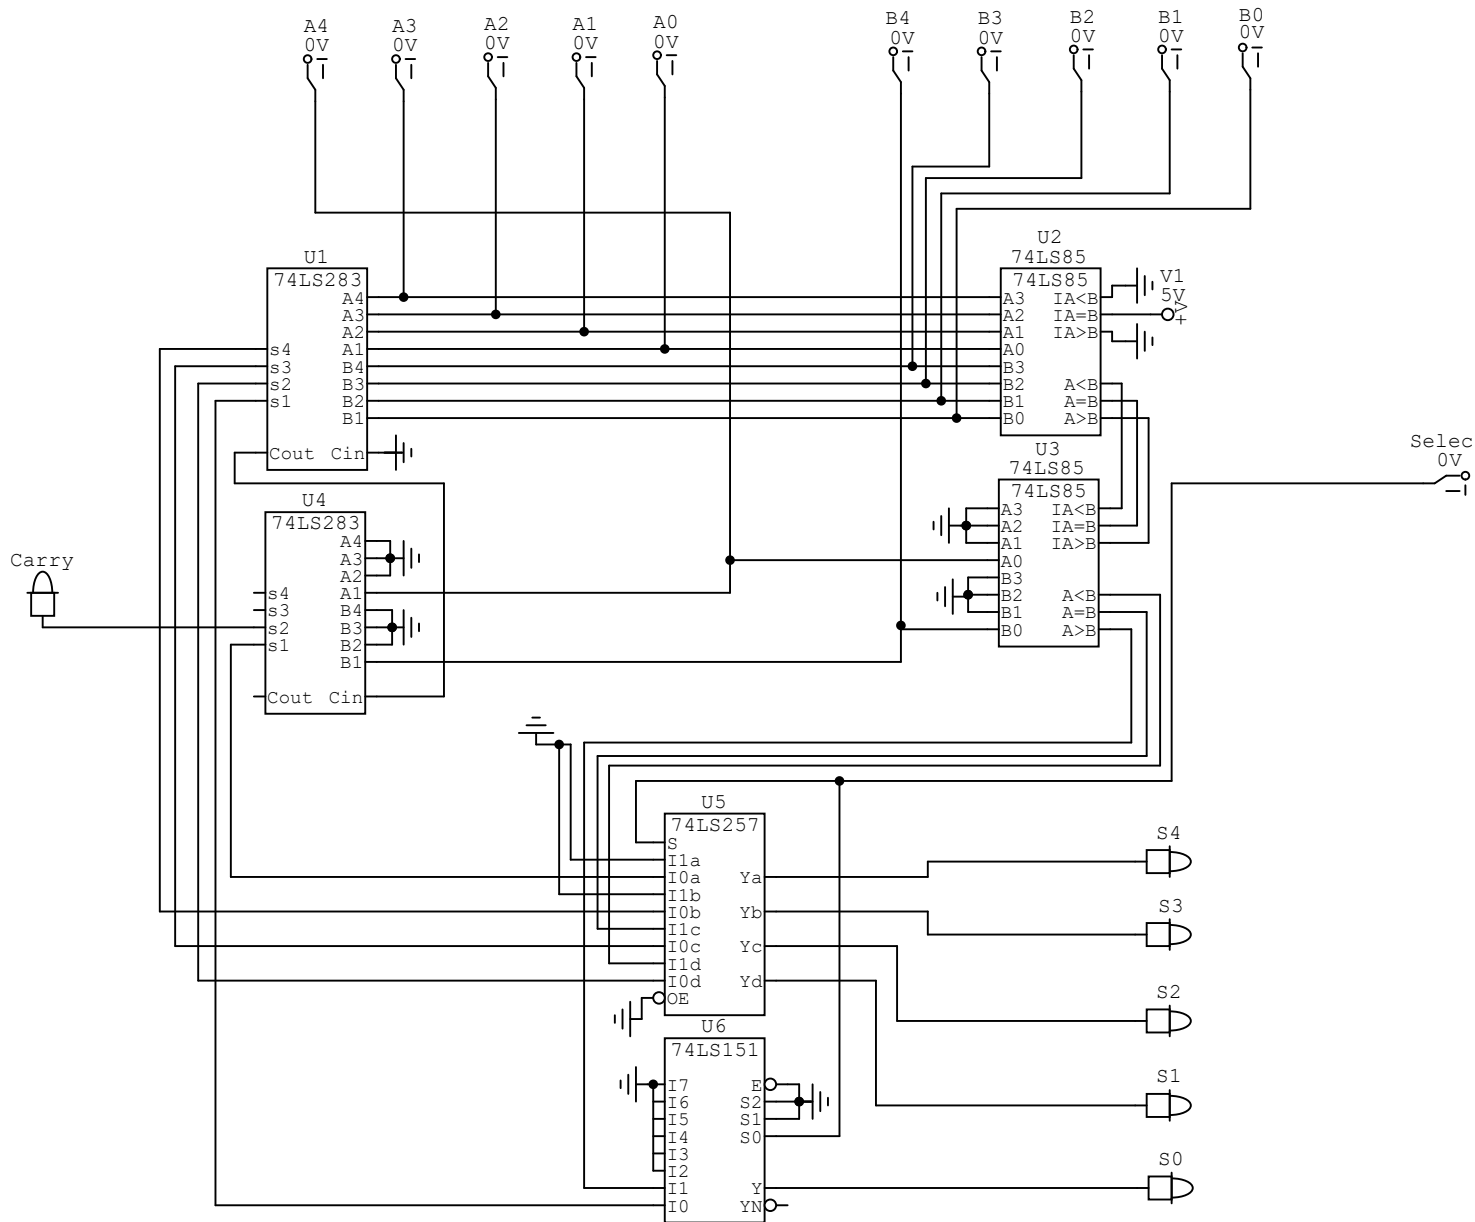 A4 A3 A2 A1 A0 B4 B3 B2 B1 B0
0V 0V 0V 0V 0V 0V 0V 0V 0V 0V
U1
74LS283
A4
A3
A2
s4 A1
s3 B4
s2 B3
s1 B2
B1
Cout Cin
U2
74LS85
74LS85
A3 IA<B
A2 IA=B
A1 IA>B
A0
B3
B2 A<B
B1 A=B
B0 A>B
V1
5V
+V
Selec
0V
U3
74LS85
74LS85
A3 IA<B
A2 IA=B
A1 IA>B
A0
B3
B2 A<B
B1 A=B
B0 A>B
U4
74LS283
A4
A3
A2
s4 A1
s3 B4
s2 B3
s1 B2
B1
Cout Cin
Carry
U5
74LS257
S
I1a
I0a Ya
I1b
I0b Yb
I1c
I0c Yc
I1d
I0d Yd
OE
S4
S3
S2
S1
S0
U6
74LS151
I7 E
I6 S2
I5 S1
I4 S0
I3
I2
I1 Y
I0 YN